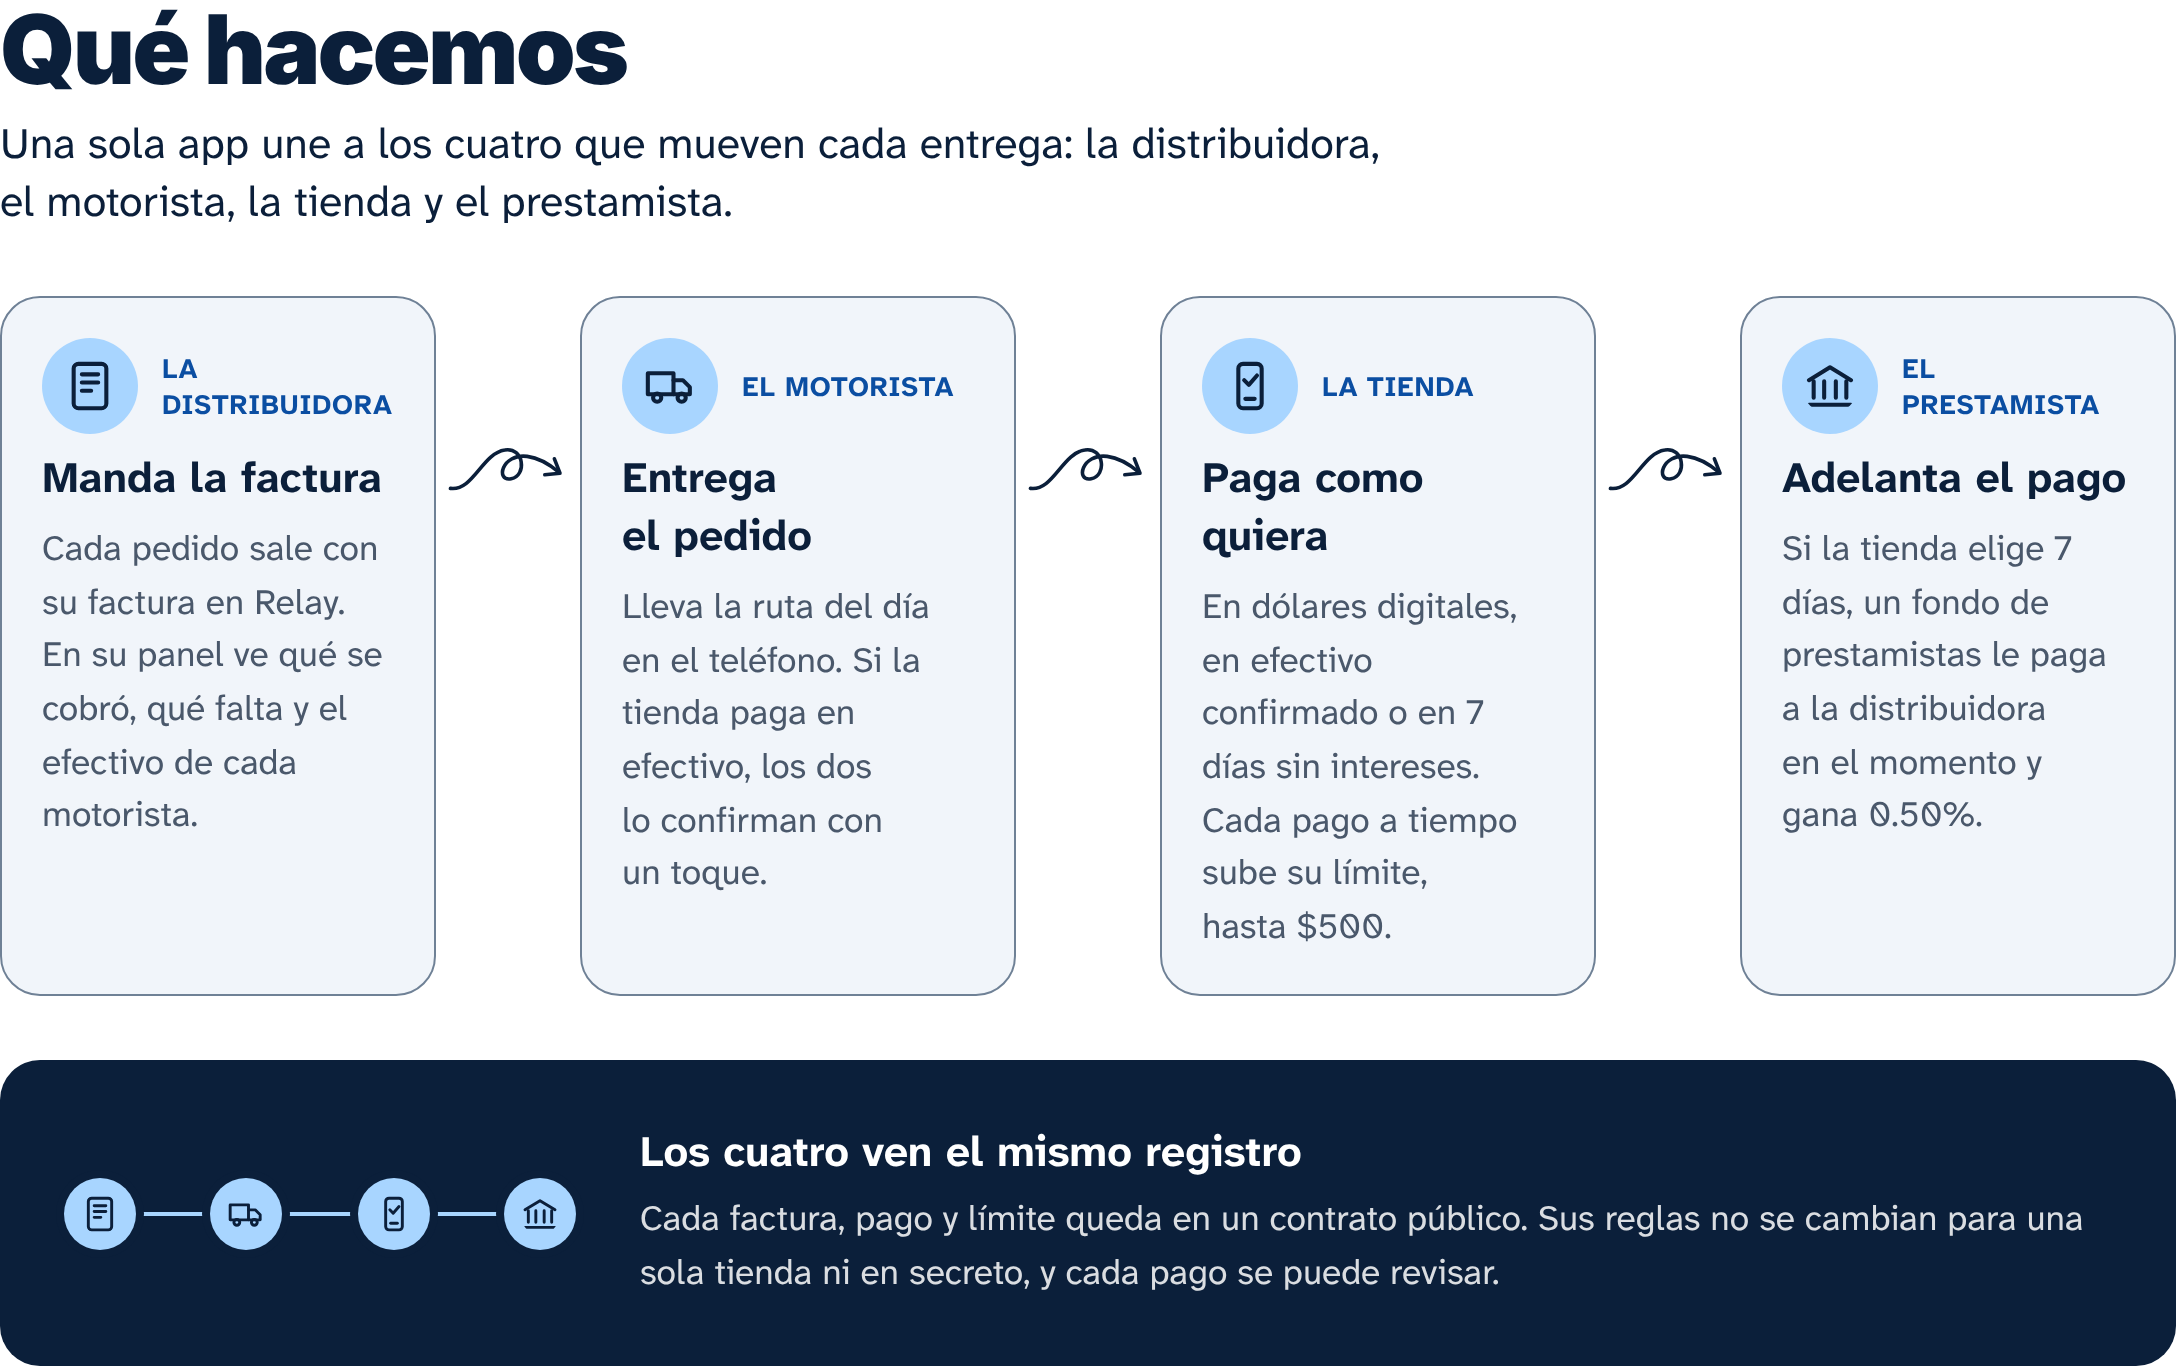 Qué hacemos
Una sola app une a los cuatro que mueven cada entrega: la distribuidora,
el motorista, la tienda y el prestamista.
LA
DISTRIBUIDORA
Manda la factura
Cada pedido sale con
su factura en Relay.
En su panel ve qué se
cobró, qué falta y el
efectivo de cada
motorista.
EL MOTORISTA
Entrega
el pedido
Lleva la ruta del día
en el teléfono. Si la
tienda paga en
efectivo, los dos
lo confirman con
un toque.
LA TIENDA
Paga como
quiera
En dólares digitales,
en efectivo
confirmado o en 7
días sin intereses.
Cada pago a tiempo
sube su límite,
hasta $500.
EL
PRESTAMISTA
Adelanta el pago
Si la tienda elige 7
días, un fondo de
prestamistas le paga
a la distribuidora
en el momento y
gana 0.50%.
Los cuatro ven el mismo registro
Cada factura, pago y límite queda en un contrato público. Sus reglas no se cambian para una
sola tienda ni en secreto, y cada pago se puede revisar.